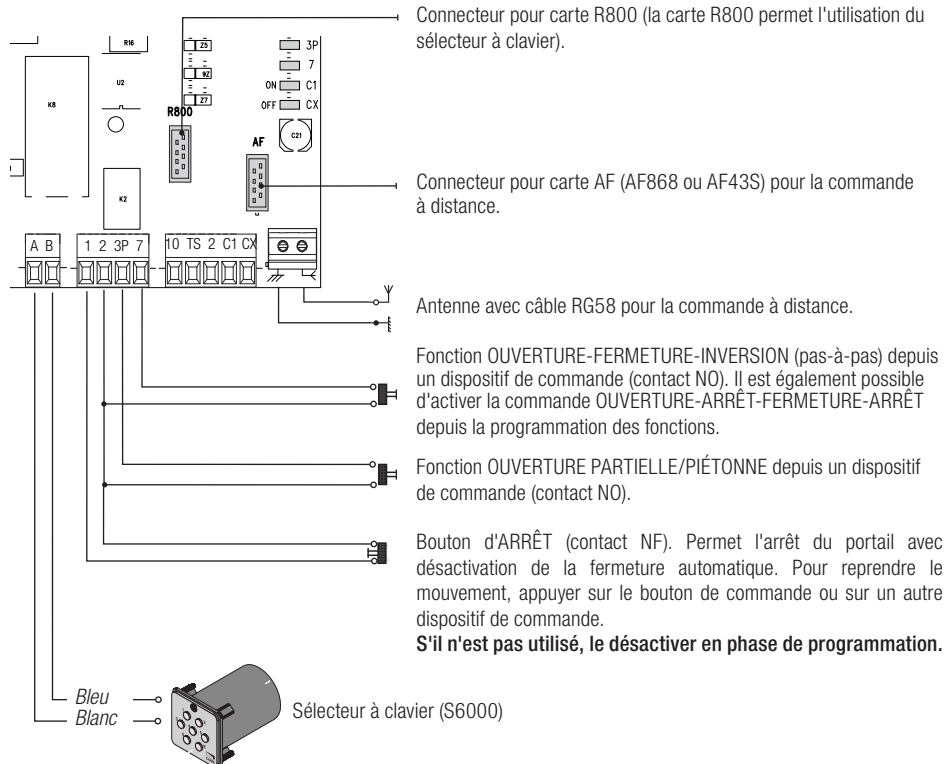 Connecteur pour carte R800 (la carte R800 permet l'utilisation du
sélecteur à clavier).
R16
Z5
3P
U2
6Z
7
K8
ON
C1
Z7
OFF
CX
R800
C21
AF
Connecteur pour carte AF (AF868 ou AF43S) pour la commande
à distance.
K2
A B 1 2 3P 7 10 TS 2 C1 CX
Antenne avec câble RG58 pour la commande à distance.
Fonction OUVERTURE-FERMETURE-INVERSION (pas-à-pas) depuis
un dispositif de commande (contact NO). Il est également possible
d'activer la commande OUVERTURE-ARRÊT-FERMETURE-ARRÊT
depuis la programmation des fonctions.
Fonction OUVERTURE PARTIELLE/PIÉTONNE depuis un dispositif
de commande (contact NO).
Bouton d'ARRÊT (contact NF). Permet l'arrêt du portail avec
désactivation de la fermeture automatique. Pour reprendre le
mouvement, appuyer sur le bouton de commande ou sur un autre
dispositif de commande.
S'il n'est pas utilisé, le désactiver en phase de programmation.
Bleu
Blanc
Sélecteur à clavier (S6000)